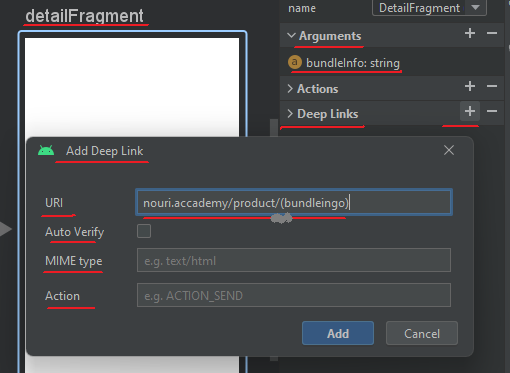 detailFragment
name DetailFragment
Arguments
bundleInfo: string
Actions
Deep Links
Add Deep Link
URI nouri.accademy/product/(bundleingo)
Auto Verify
MIME type e.g. text/html
Action e.g. ACTION_SEND
Add Cancel